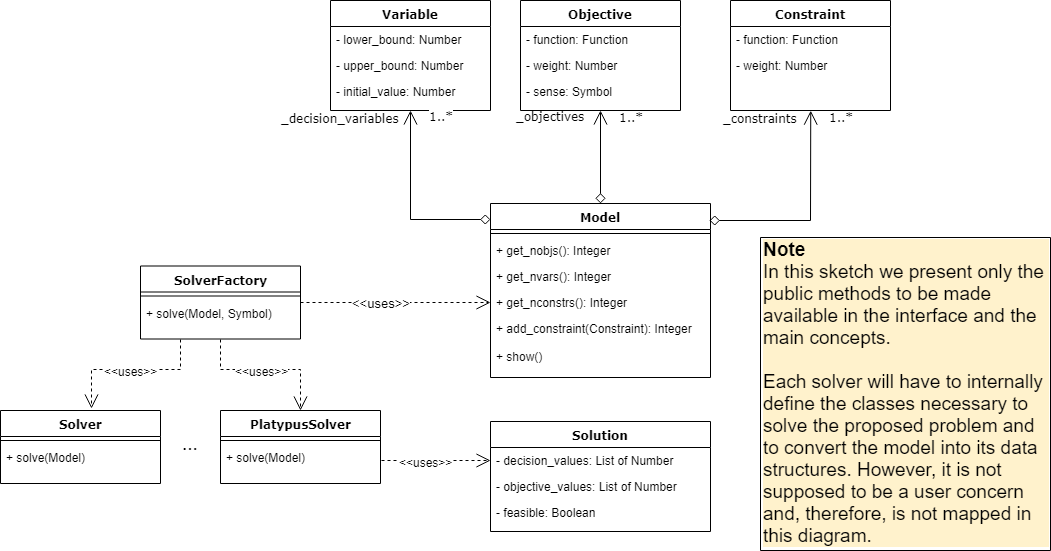 Variable
- lower_bound: Number
- upper_bound: Number
- initial_value: Number
Objective
- function: Function
- weight: Number
- sense: Symbol
Constraint
- function: Function
- weight: Number
_decision_variables
1..*
_objectives
1..*
_constraints
1..*
Model
+ get_nobjs(): Integer
+ get_nvars(): Integer
+ get_nconstrs(): Integer
+ add_constraint(Constraint): Integer
+ show()
SolverFactory
+ solve(Model, Symbol)
<<uses>>
<<uses>>
<<uses>>
Solver
+ solve(Model)
...
PlatypusSolver
+ solve(Model)
<<uses>>
Solution
- decision_values: List of Number
- objective_values: List of Number
- feasible: Boolean
Note
In this sketch we present only the
public methods to be made
available in the interface and the
main concepts.
Each solver will have to internally
define the classes necessary to
solve the proposed problem and
to convert the model into its data
structures. However, it is not
supposed to be a user concern
and, therefore, is not mapped in
this diagram.